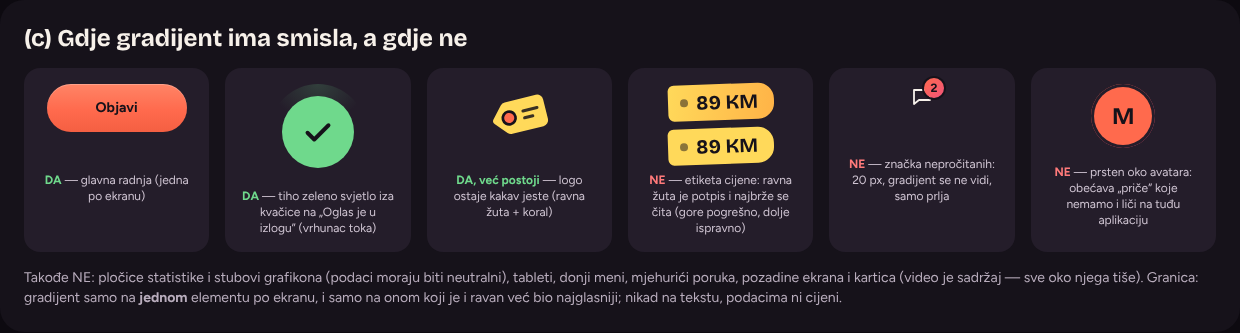 (c) Gdje gradijent ima smisla, a gdje ne
Objavi
DA — glavna radnja (jedna
po ekranu)
DA — tiho zeleno svjetlo iza
kvačice na „Oglas je u
izlogu“ (vrhunac toka)
DA, već postoji — logo
ostaje kakav jeste (ravna
žuta + koral)
89 KM
89 KM
NE — etiketa cijene: ravna
žuta je potpis i najbrže se
čita (gore pogrešno, dolje
ispravno)
2
NE — značka nepročitanih:
20 px, gradijent se ne vidi,
samo prlja
M
NE — prsten oko avatara:
obećava „priče“ koje
nemamo i liči na tuđu
aplikaciju
Takođe NE: pločice statistike i stubovi grafikona (podaci moraju biti neutralni), tableti, donji meni, mjehurići poruka, pozadine ekrana i kartica (video je sadržaj — sve oko njega tiše). Granica:
gradijent samo na jednom elementu po ekranu, i samo na onom koji je i ravan već bio najglasniji; nikad na tekstu, podacima ni cijeni.